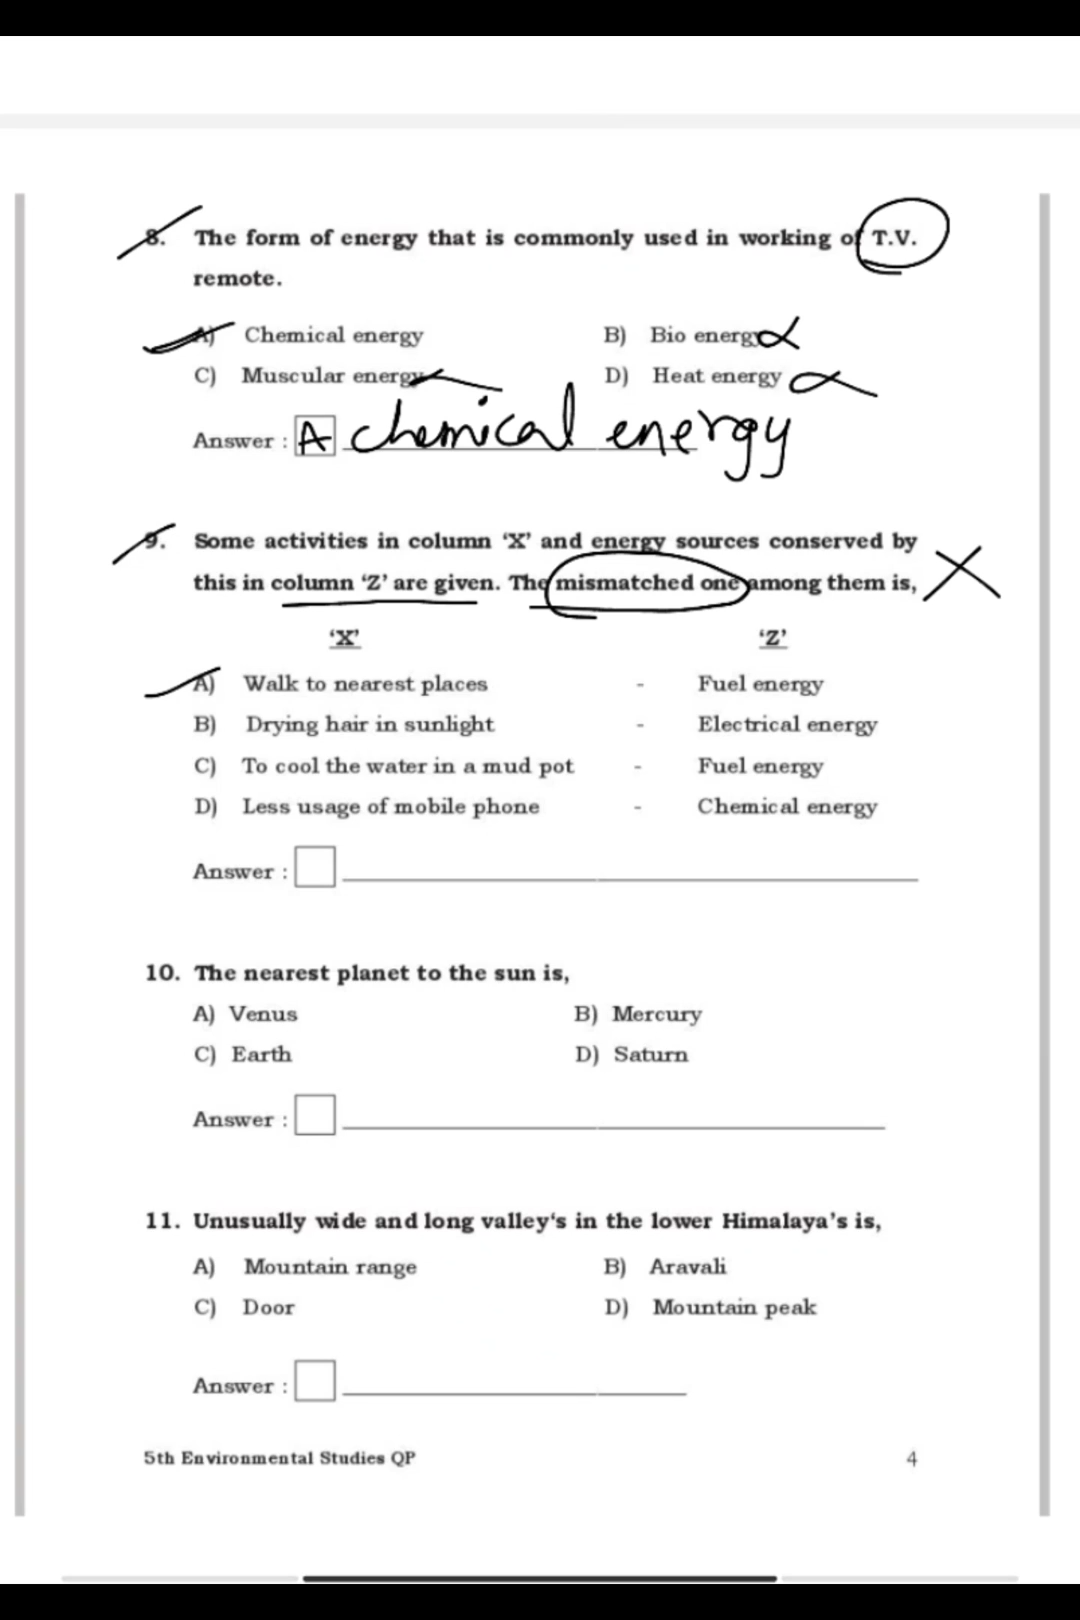 8. The form of energy that is commonly used in working of T.V.
remote.
A) Chemical energy B) Bio energy
C) Muscular energy D) Heat energy
Answer : A chemical energy
9. Some activities in column ‘X’ and energy sources conserved by
this in column ‘Z’ are given. The mismatched one among them is,
‘X’ ‘Z’
A) Walk to nearest places - Fuel energy
B) Drying hair in sunlight - Electrical energy
C) To cool the water in a mud pot - Fuel energy
D) Less usage of mobile phone - Chemical energy
Answer :
10. The nearest planet to the sun is,
A) Venus B) Mercury
C) Earth D) Saturn
Answer :
11. Unusually wide and long valley‘s in the lower Himalaya’s is,
A) Mountain range B) Aravali
C) Door D) Mountain peak
Answer :
5th Environmental Studies QP 4